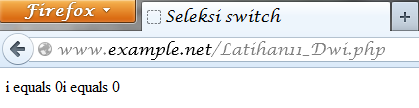 Firefox
Seleksi switch
www.example.net/Latihan11_Dwi.php
i equals 0i equals 0